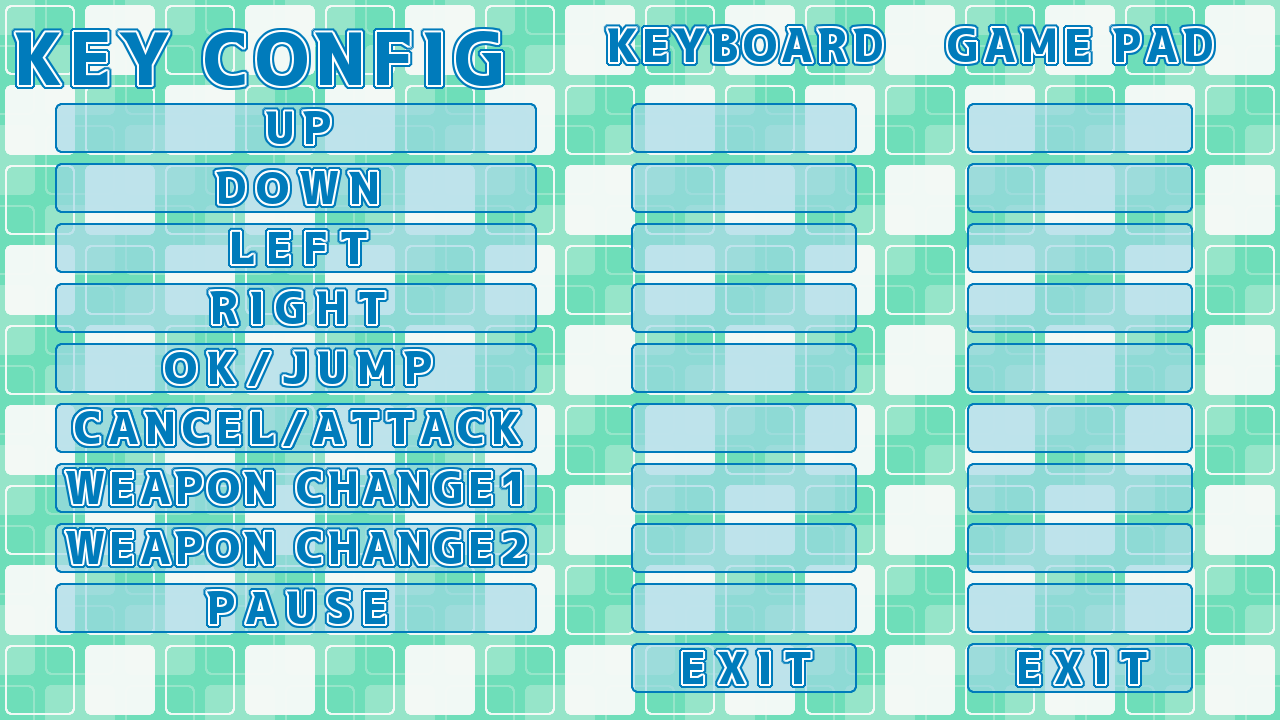 KEY CONFIG KEYBOARD GAME PAD
UP
DOWN
LEFT
RIGHT
OK/JUMP
CANCEL/ATTACK
WEAPON CHANGE1
WEAPON CHANGE2
PAUSE
EXIT EXIT